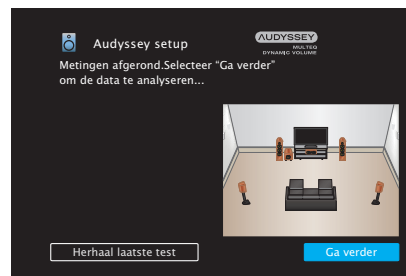 Audyssey setup
AUDYSSEY
MULTEQ
DYNAMIC VOLUME
Metingen afgerond.Selecteer “Ga verder”
om de data te analyseren...
Herhaal laatste test
Ga verder